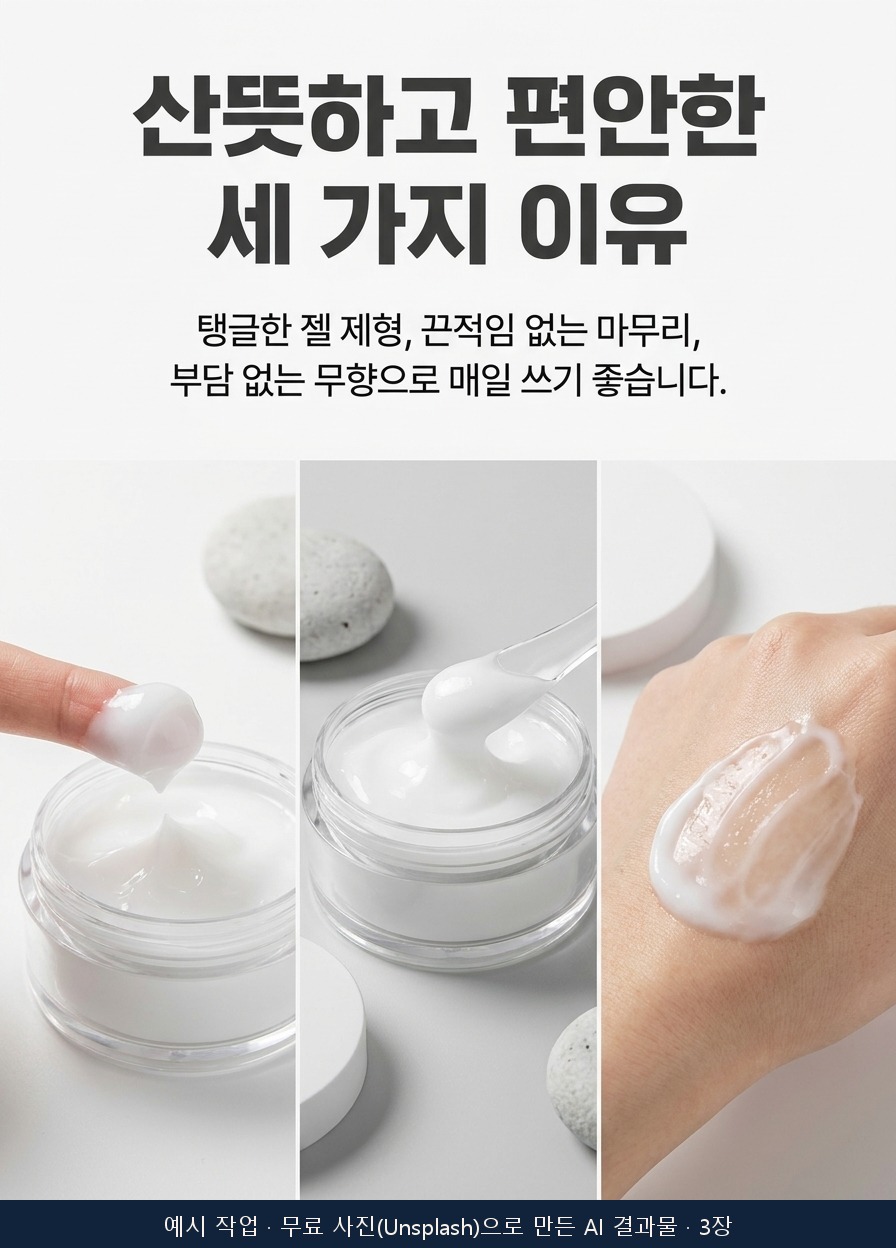 산뜻하고 편안한
세 가지 이유
탱글한 젤 제형, 끈적임 없는 마무리,
부담 없는 무향으로 매일 쓰기 좋습니다.
예시 작업 · 무료 사진(Unsplash)으로 만든 AI 결과물 · 3장